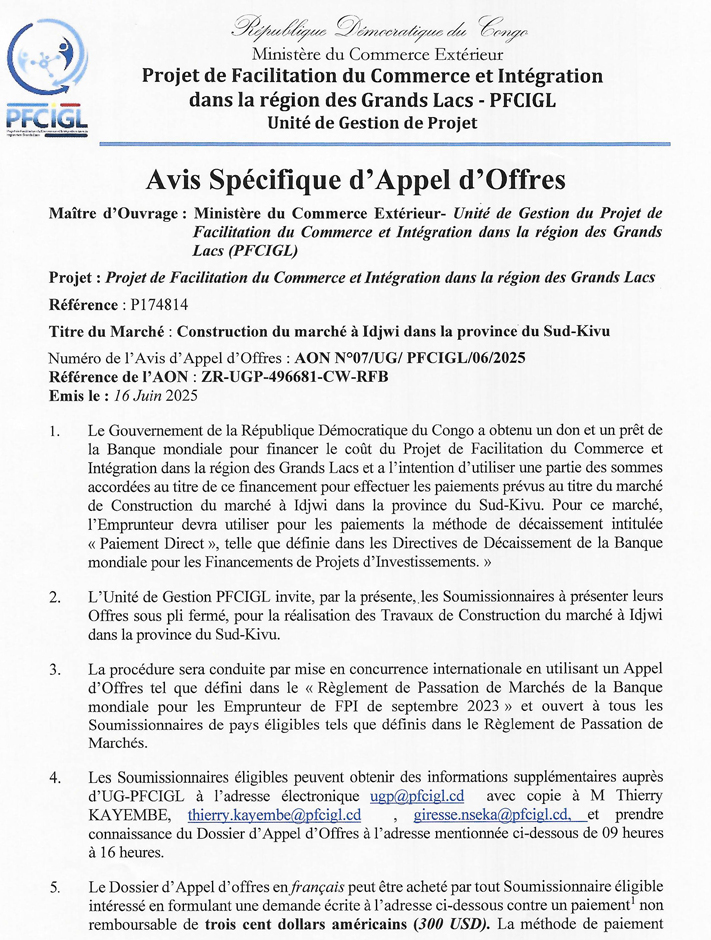 République Démocratique du Congo
Ministère du Commerce Extérieur
Projet de Facilitation du Commerce et Intégration
dans la région des Grands Lacs - PFCIGL
Unité de Gestion de Projet
PFCIGL
Avis Spécifique d'Appel d'Offres
Maître d'Ouvrage : Ministère du Commerce Extérieur- Unité de Gestion du Projet de
Facilitation du Commerce et Intégration dans la région des Grands
Lacs (PFCIGL)
Projet : Projet de Facilitation du Commerce et Intégration dans la région des Grands Lacs
Référence : P174814
Titre du Marché : Construction du marché à Idjwi dans la province du Sud-Kivu
Numéro de l'Avis d'Appel d'Offres : AON N°07/UG/ PFCIGL/06/2025
Référence de l'AON : ZR-UGP-496681-CW-RFB
Emis le : 16 Juin 2025
1. Le Gouvernement de la République Démocratique du Congo a obtenu un don et un prêt de
la Banque mondiale pour financer le coût du Projet de Facilitation du Commerce et
Intégration dans la région des Grands Lacs et a l'intention d'utiliser une partie des sommes
accordées au titre de ce financement pour effectuer les paiements prévus au titre du marché
de Construction du marché à Idjwi dans la province du Sud-Kivu. Pour ce marché,
l'Emprunteur devra utiliser pour les paiements la méthode de décaissement intitulée
« Paiement Direct », telle que définie dans les Directives de Décaissement de la Banque
mondiale pour les Financements de Projets d'Investissements. »
2. L'Unité de Gestion PFCIGL invite, par la présente, les Soumissionnaires à présenter leurs
Offres sous pli fermé, pour la réalisation des Travaux de Construction du marché à Idjwi
dans la province du Sud-Kivu.
3. La procédure sera conduite par mise en concurrence internationale en utilisant un Appel
d'Offres tel que défini dans le « Règlement de Passation de Marchés de la Banque
mondiale pour les Emprunteur de FPI de septembre 2023 » et ouvert à tous les
Soumissionnaires de pays éligibles tels que définis dans le Règlement de Passation de
Marchés.
4. Les Soumissionnaires éligibles peuvent obtenir des informations supplémentaires auprès
d'UG-PFCIGL à l'adresse électronique ugp@pfcigl.cd avec copie à M Thierry
KAYEMBE, thierry.kayembe@pfcigl.cd , giresse.nseka@pfcigl.cd, et prendre
connaissance du Dossier d'Appel d'Offres à l'adresse mentionnée ci-dessous de 09 heures
à 16 heures.
5. Le Dossier d'Appel d'offres en français peut être acheté par tout Soumissionnaire éligible
intéressé en formulant une demande écrite à l'adresse ci-dessous contre un paiement¹ non
remboursable de trois cent dollars américains (300 USD). La méthode de paiement